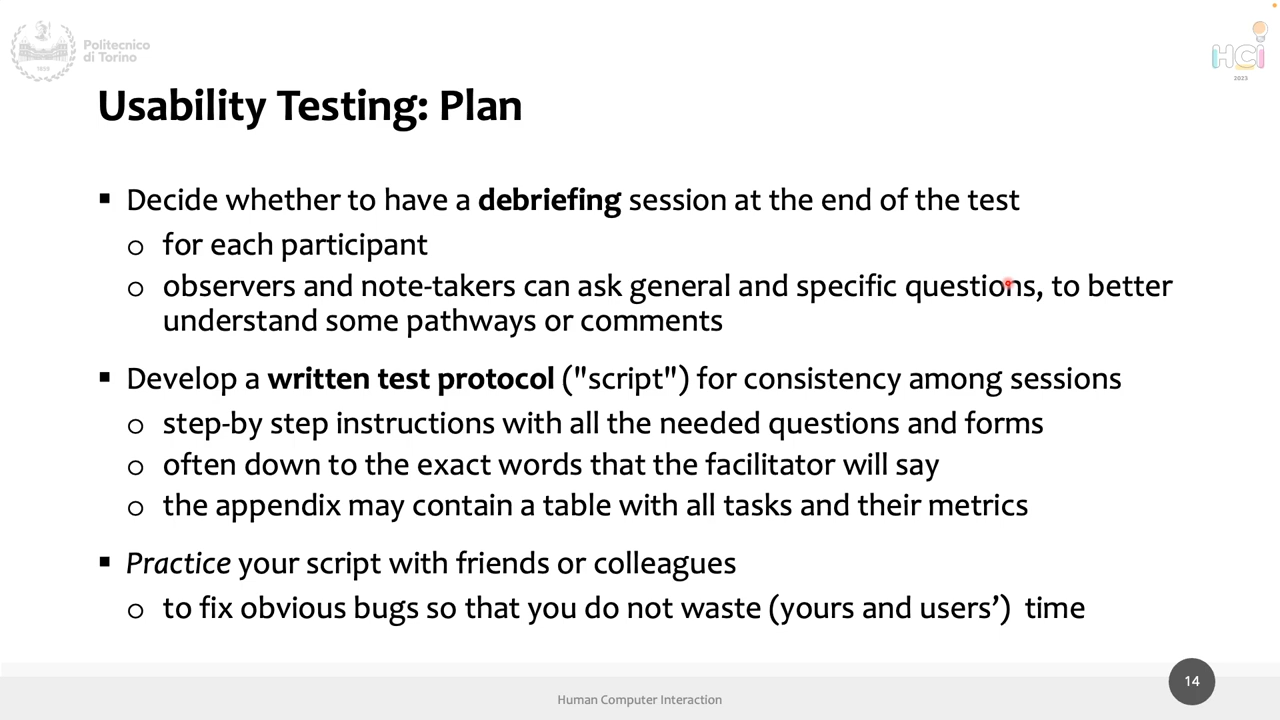 Politecnico
di Torino
1859
HCI
2023
Usability Testing: Plan
▪ Decide whether to have a debriefing session at the end of the test
o for each participant
o observers and note-takers can ask general and specific questions, to better
understand some pathways or comments
▪ Develop a written test protocol ("script") for consistency among sessions
o step-by step instructions with all the needed questions and forms
o often down to the exact words that the facilitator will say
o the appendix may contain a table with all tasks and their metrics
▪ Practice your script with friends or colleagues
o to fix obvious bugs so that you do not waste (yours and users’)  time
Human Computer Interaction
14